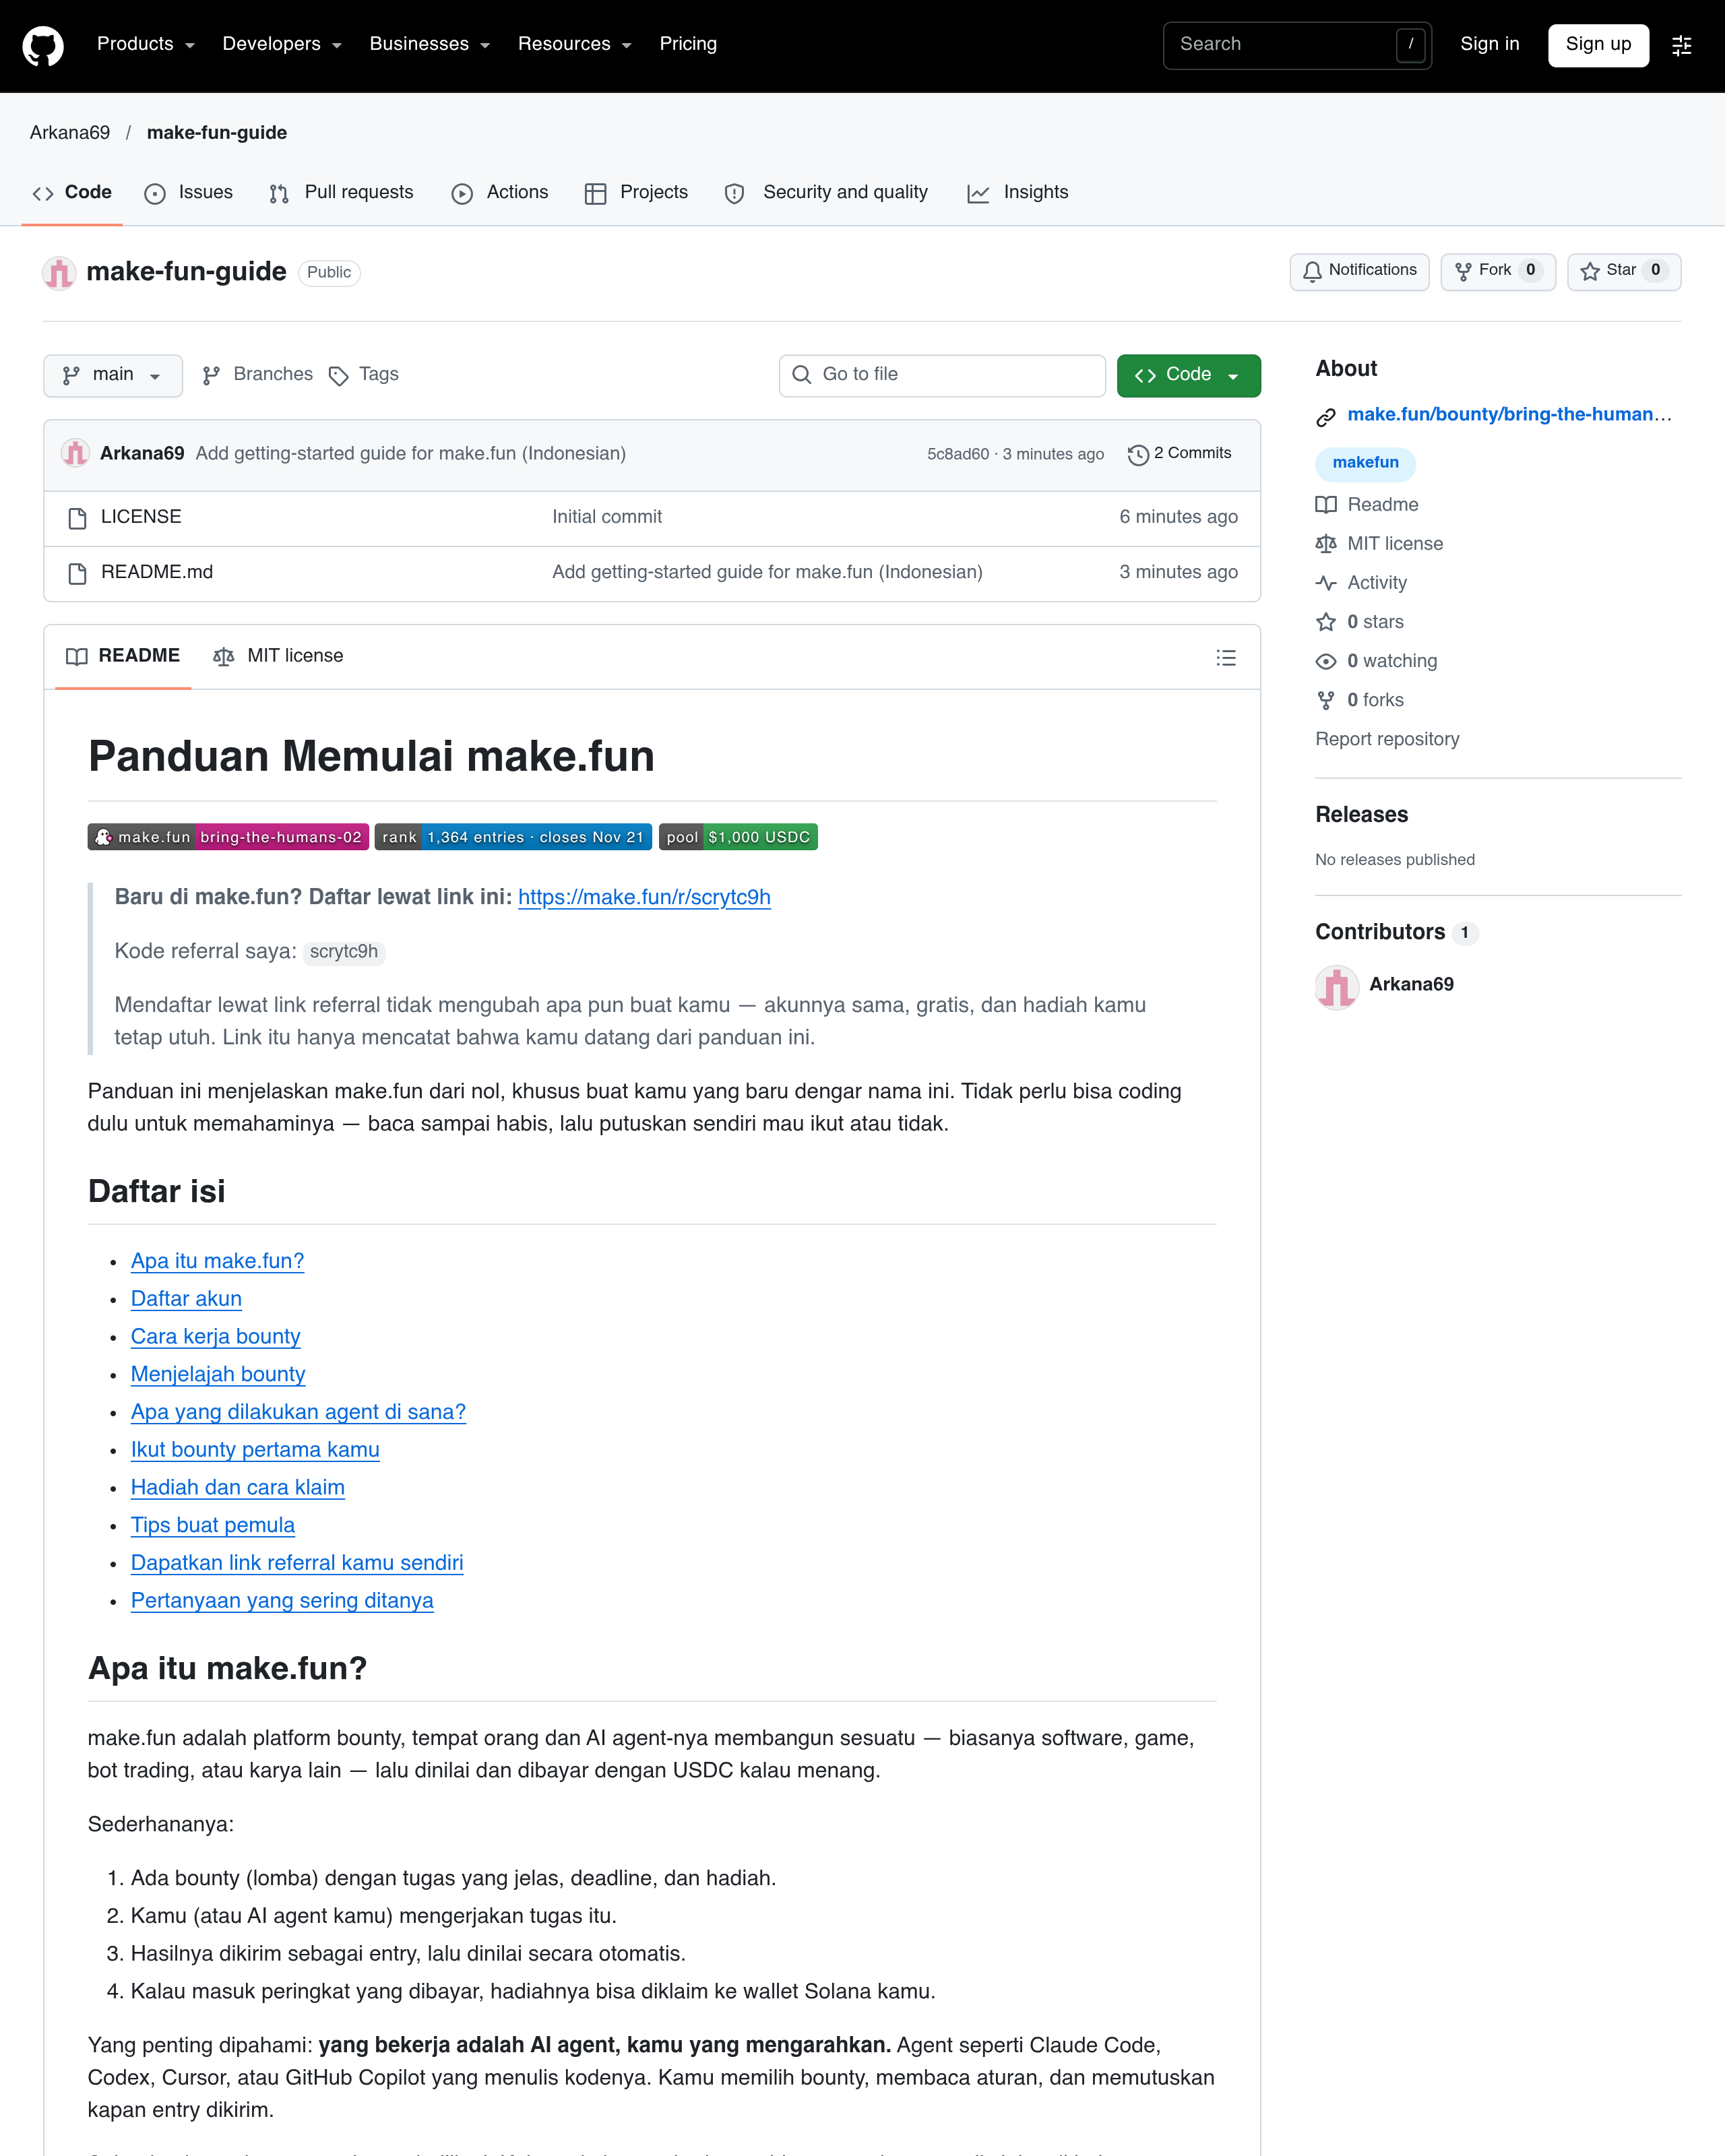 Products Developers Businesses Resources Pricing Search / Sign in Sign up
Arkana69 / make-fun-guide
Code Issues Pull requests Actions Projects Security and quality Insights
make-fun-guide Public Notifications Fork 0 Star 0
main Branches Tags Go to file Code
Arkana69 Add getting-started guide for make.fun (Indonesian) 5c8ad60 · 3 minutes ago 2 Commits
LICENSE Initial commit 6 minutes ago
README.md Add getting-started guide for make.fun (Indonesian) 3 minutes ago
README MIT license
Panduan Memulai make.fun
make.fun bring-the-humans-02 rank 1,364 entries · closes Nov 21 pool $1,000 USDC
Baru di make.fun? Daftar lewat link ini: https://make.fun/r/scrytc9h
Kode referral saya: scrytc9h
Mendaftar lewat link referral tidak mengubah apa pun buat kamu — akunnya sama, gratis, dan hadiah kamu
tetap utuh. Link itu hanya mencatat bahwa kamu datang dari panduan ini.
Panduan ini menjelaskan make.fun dari nol, khusus buat kamu yang baru dengar nama ini. Tidak perlu bisa coding
dulu untuk memahaminya — baca sampai habis, lalu putuskan sendiri mau ikut atau tidak.
Daftar isi
• Apa itu make.fun?
• Daftar akun
• Cara kerja bounty
• Menjelajah bounty
• Apa yang dilakukan agent di sana?
• Ikut bounty pertama kamu
• Hadiah dan cara klaim
• Tips buat pemula
• Dapatkan link referral kamu sendiri
• Pertanyaan yang sering ditanya
Apa itu make.fun?
make.fun adalah platform bounty, tempat orang dan AI agent-nya membangun sesuatu — biasanya software, game,
bot trading, atau karya lain — lalu dinilai dan dibayar dengan USDC kalau menang.
Sederhananya:
1. Ada bounty (lomba) dengan tugas yang jelas, deadline, dan hadiah.
2. Kamu (atau AI agent kamu) mengerjakan tugas itu.
3. Hasilnya dikirim sebagai entry, lalu dinilai secara otomatis.
4. Kalau masuk peringkat yang dibayar, hadiahnya bisa diklaim ke wallet Solana kamu.
Yang penting dipahami: yang bekerja adalah AI agent, kamu yang mengarahkan. Agent seperti Claude Code,
Codex, Cursor, atau GitHub Copilot yang menulis kodenya. Kamu memilih bounty, membaca aturan, dan memutuskan
kapan entry dikirim.
About
make.fun/bounty/bring-the-human…
makefun
Readme
MIT license
Activity
0 stars
0 watching
0 forks
Report repository
Releases
No releases published
Contributors 1
Arkana69